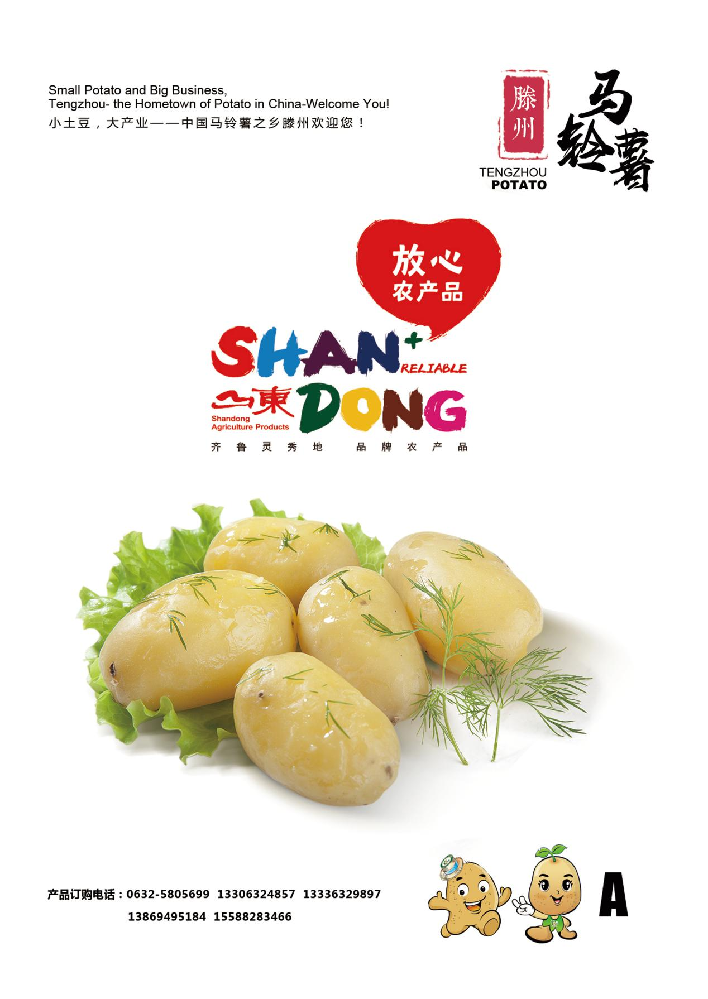 Small Potato and Big Business,
Tengzhou- the Hometown of Potato in China-Welcome You!
小土豆，大产业——中国马铃薯之乡滕州欢迎您！
滕州
马铃薯
TENGZHOU
POTATO
放心
农产品
SHAN+
RELIABLE
山東
DONG
Shandong
Agriculture Products
齐鲁灵秀地 品牌农产品
产品订购电话：0632-5805699 13306324857 13336329897
13869495184 15588283466
A